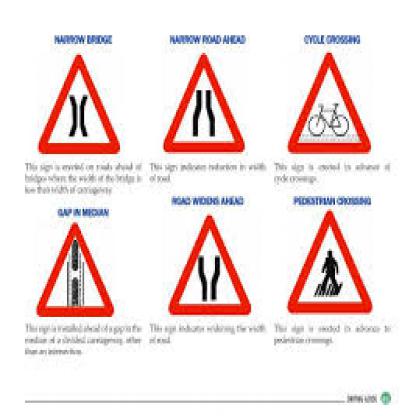 NARROW BRIDGE
NARROW ROAD AHEAD
CYCLE CROSSING
This sign is erected on roads ahead of
bridges where the width of the bridge is
less than width of carriageway.
This sign indicates reduction in width
of road.
This sign is erected in advance of
cycle crossings.
GAP IN MEDIAN
ROAD WIDENS AHEAD
PEDESTRIAN CROSSING
This sign is installed ahead of a gap in the
median of a divided carriageway, other
than an intersection.
This sign indicates widening the width
of road.
This sign is erected in advance to
pedestrian crossings.